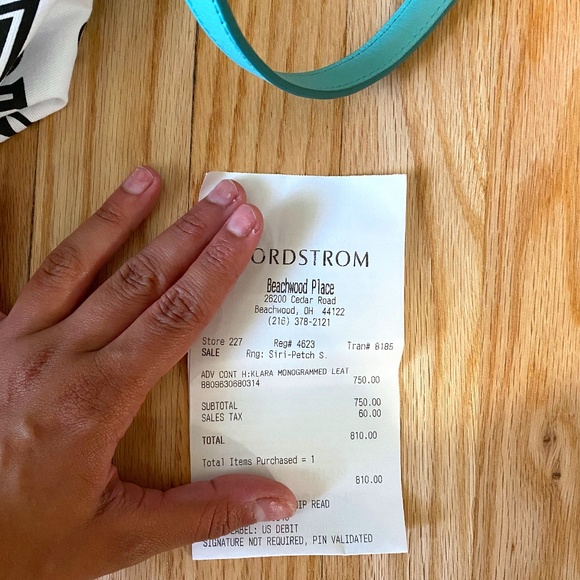 ORDSTROM
Beachwood Place
26200 Cedar Road
Beachwood, OH 44122
(216) 378-2121
Store 227 Reg# 4623 Tran# 8185
SALE Rng: Siri-Petch S.
ADV CONT H:KLARA MONOGRAMMED LEAT
8809630680314 750.00
SUBTOTAL 750.00
SALES TAX 60.00
TOTAL 810.00
Total Items Purchased = 1
810.00
IP READ
LABEL: US DEBIT
SIGNATURE NOT REQUIRED, PIN VALIDATED